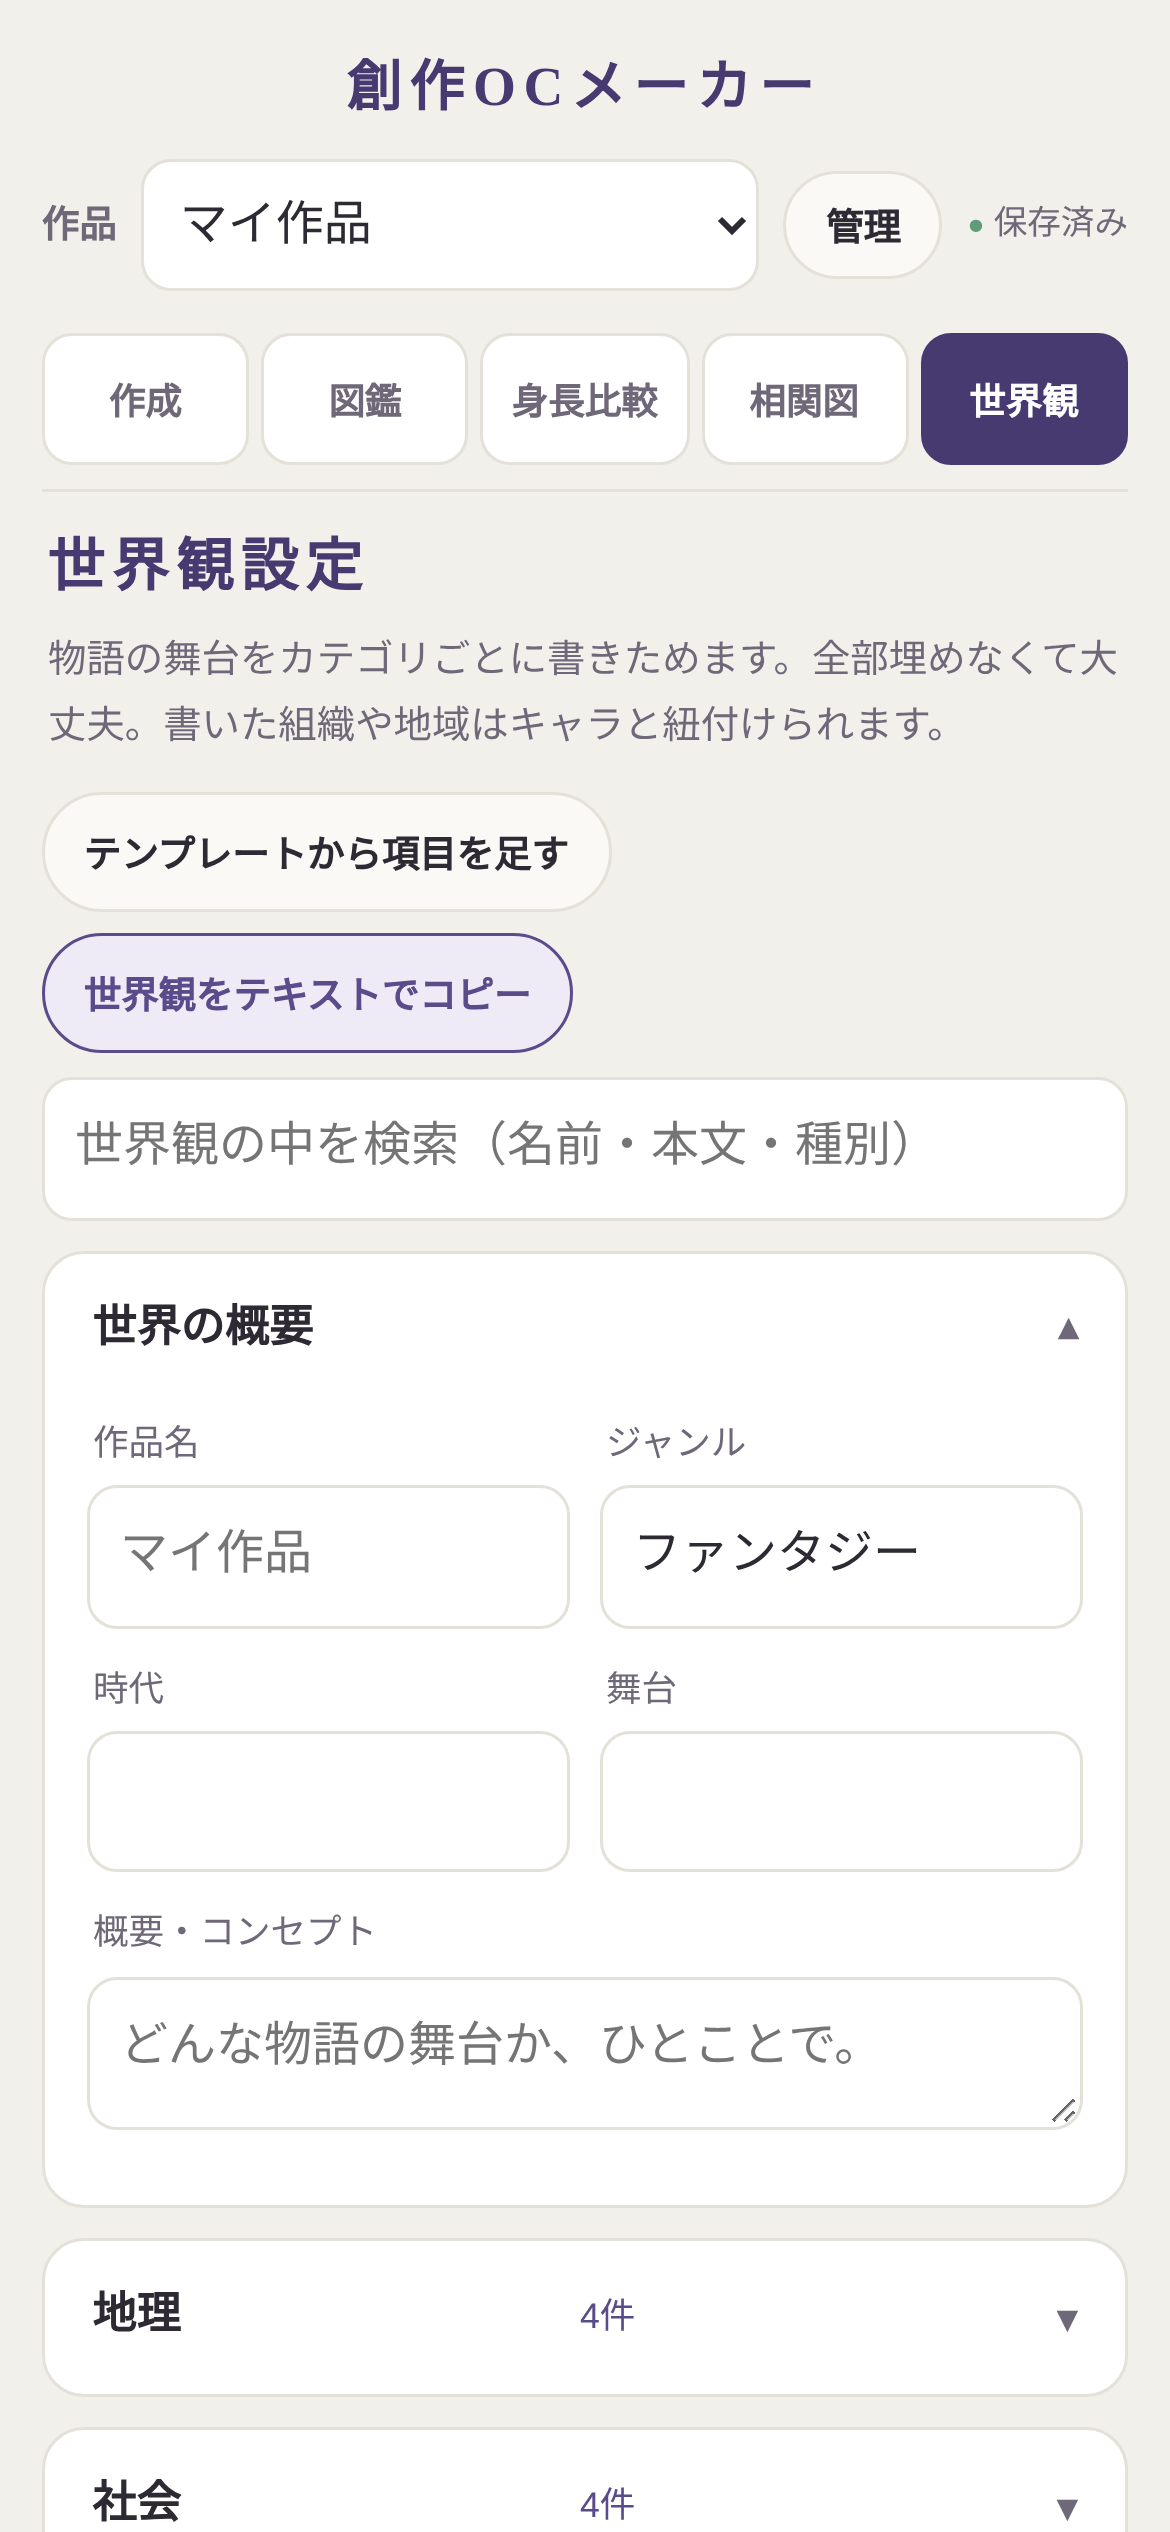 創作OCメーカー
作品
マイ作品
管理
保存済み
作成
図鑑
身長比較
相関図
世界観
世界観設定
物語の舞台をカテゴリごとに書きためます。全部埋めなくて大
丈夫。書いた組織や地域はキャラと紐付けられます。
テンプレートから項目を足す
世界観をテキストでコピー
世界観の中を検索（名前・本文・種別）
世界の概要
▲
作品名
ジャンル
マイ作品
ファンタジー
時代
舞台
概要・コンセプト
どんな物語の舞台か、ひとことで。
地理
4件
▼
社会
4件
▼